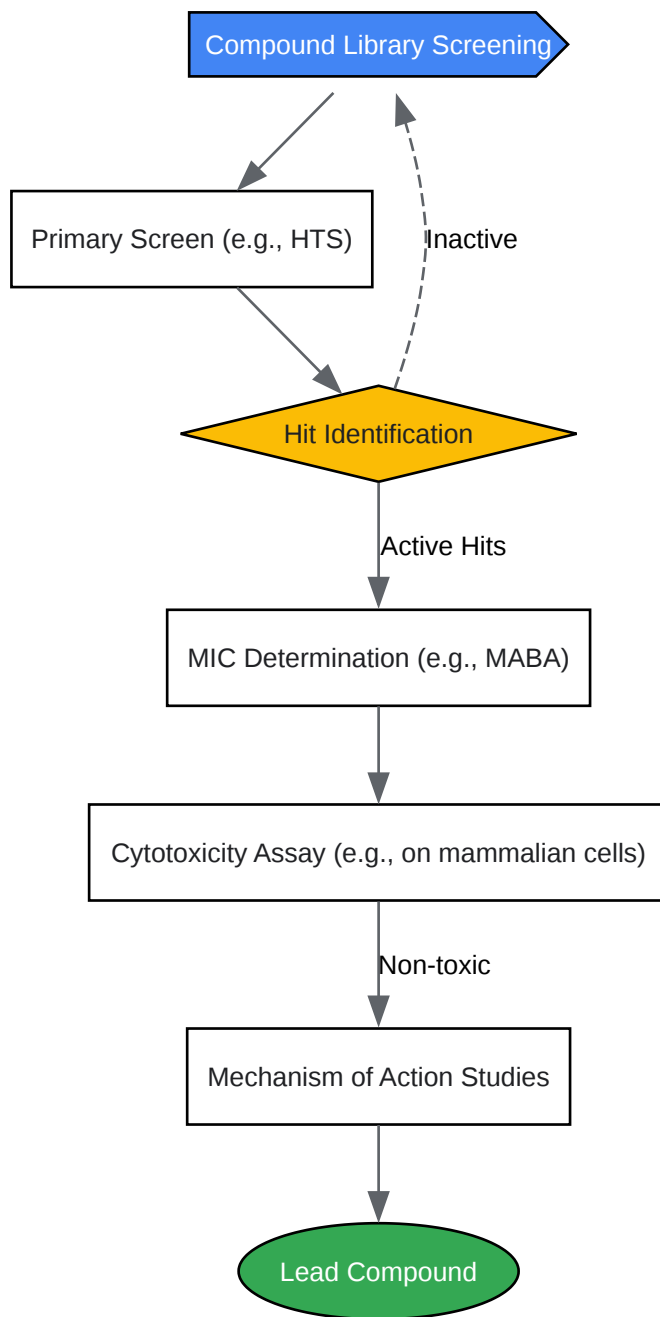 Compound Library Screening
Primary Screen (e.g., HTS)
Inactive
Hit Identification
Active Hits
MIC Determination (e.g., MABA)
Cytotoxicity Assay (e.g., on mammalian cells)
Non-toxic
Mechanism of Action Studies
Lead Compound